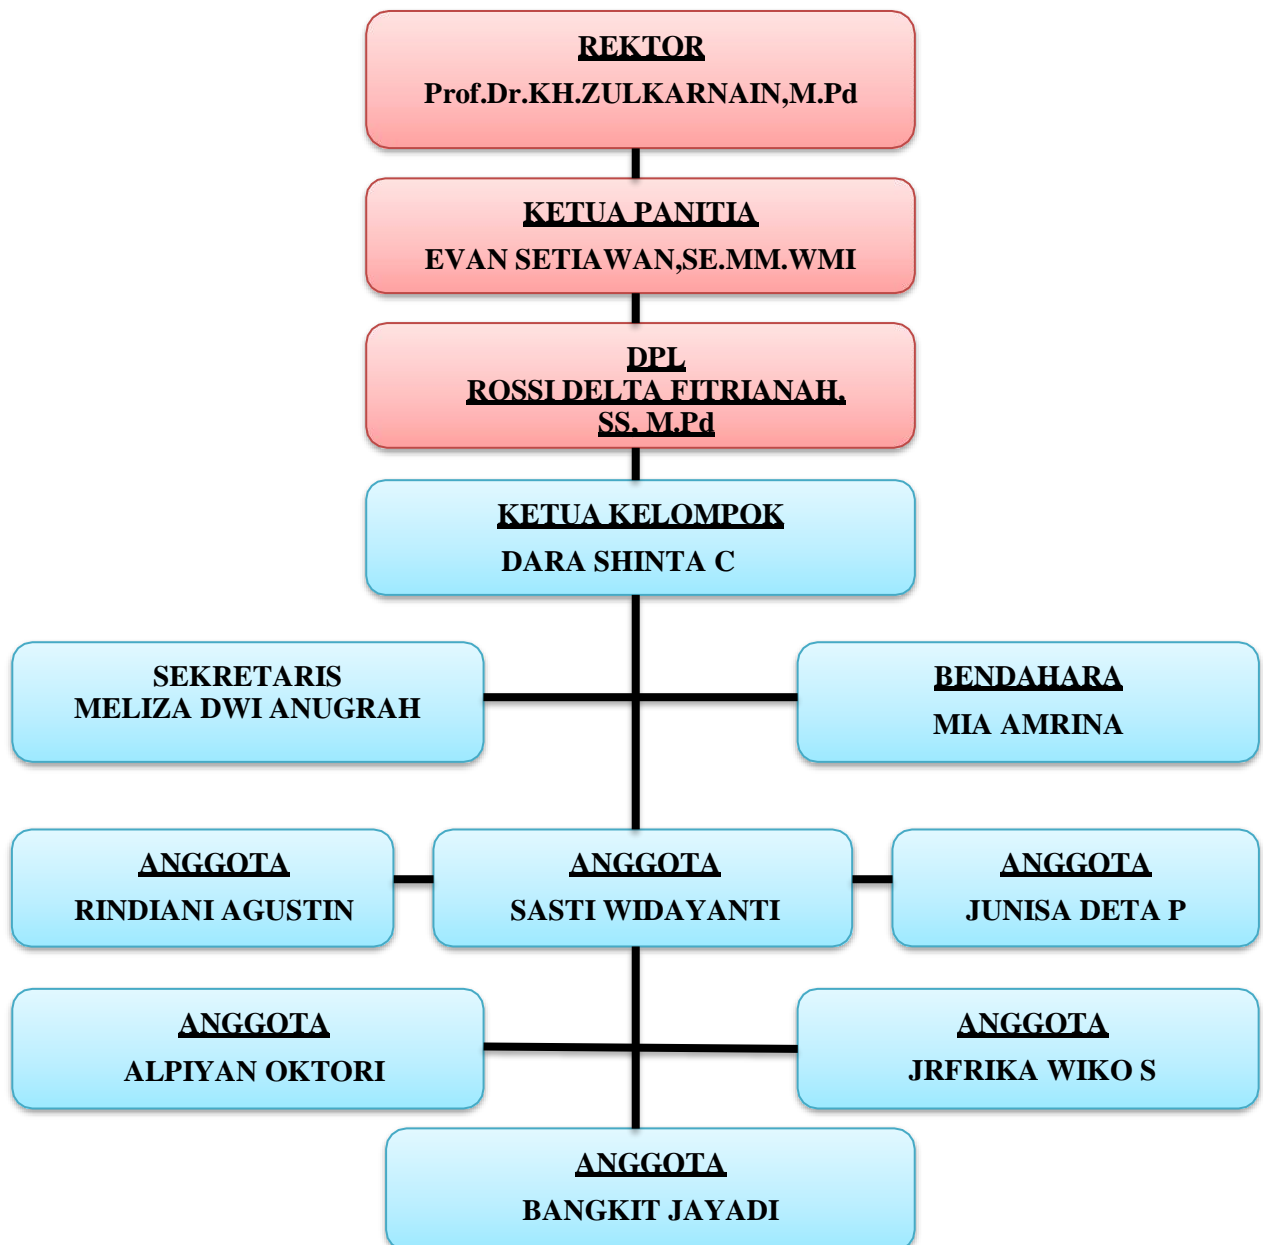 REKTOR
Prof.Dr.KH.ZULKARNAIN,M.Pd
KETUA PANITIA
EVAN SETIAWAN,SE.MM.WMI
DPL
ROSSI DELTA FITRIANAH,
SS, M.Pd
KETUA KELOMPOK
DARA SHINTA C
SEKRETARIS
MELIZA DWI ANUGRAH
BENDAHARA
MIA AMRINA
ANGGOTA
RINDIANI AGUSTIN
ANGGOTA
SASTI WIDAYANTI
ANGGOTA
JUNISA DETA P
ANGGOTA
ALPIYAN OKTORI
ANGGOTA
JRFRIKA WIKO S
ANGGOTA
BANGKIT JAYADI